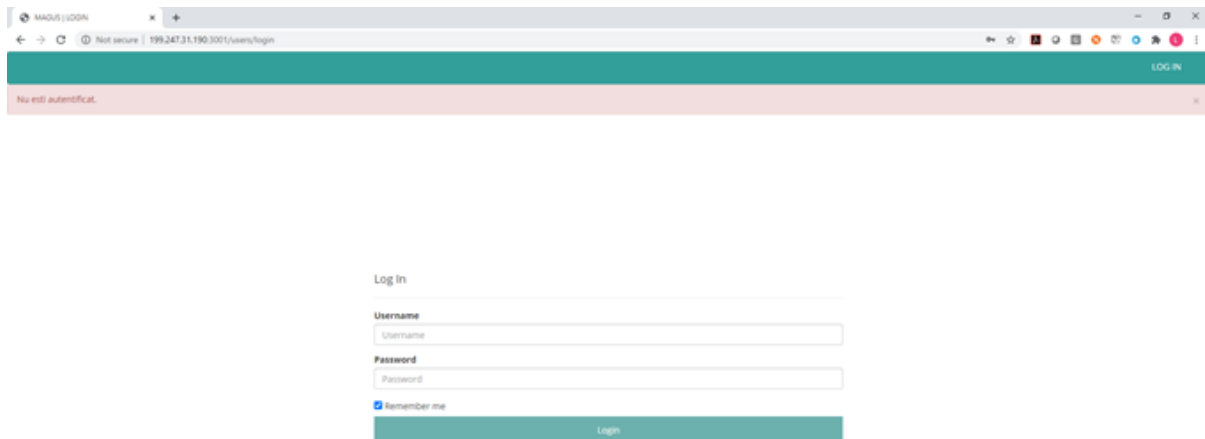 MAGUS | LOGIN
Not secure | 199.247.31.190:3001/users/login
LOG IN
Nu esti autentificat.
Log In
Username
Username
Password
Password
Remember me
Login